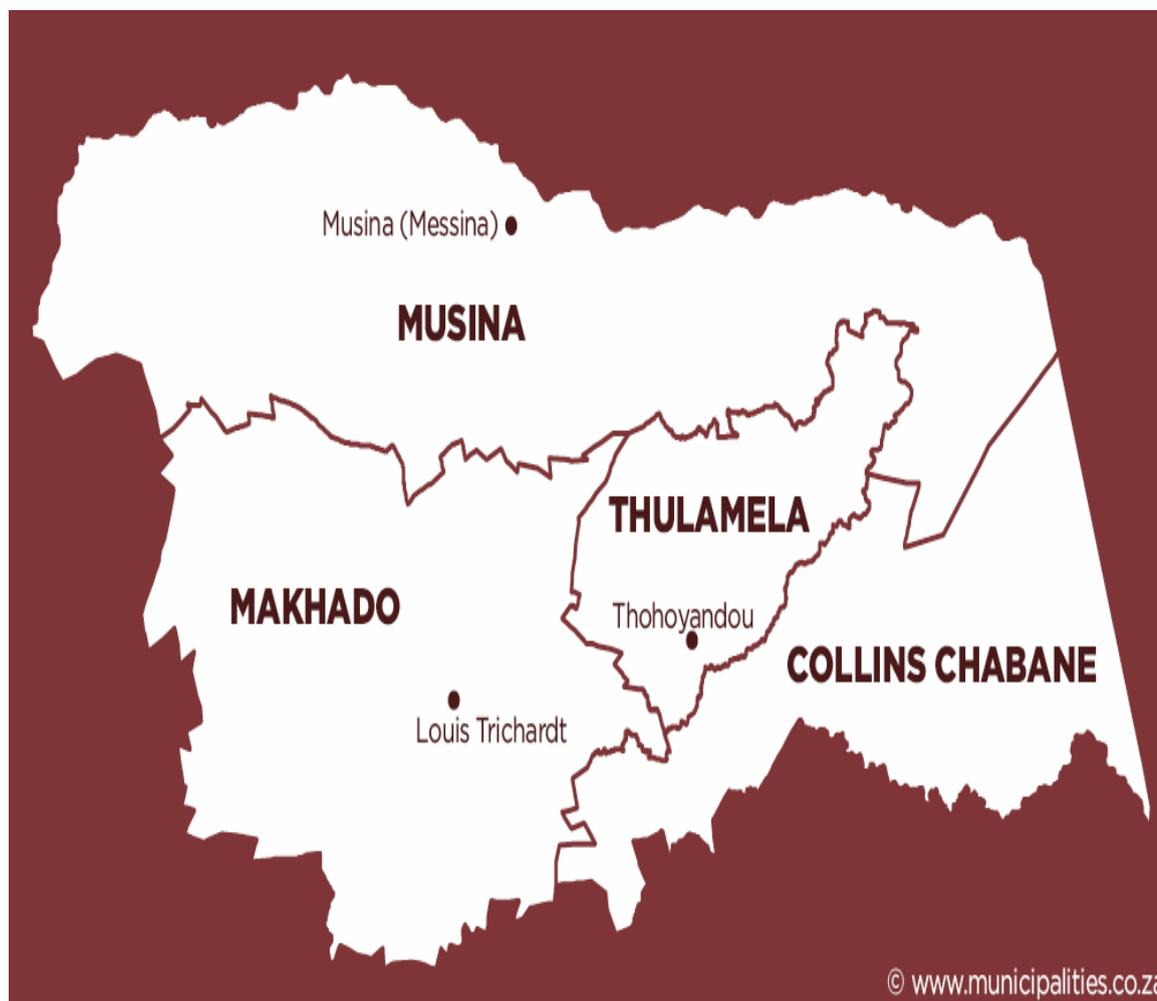 Musina (Messina)
MUSINA
THULAMELA
MAKHADO
Thohoyandou
COLLINS CHABANE
Louis Trichardt
© www.municipalities.co.za